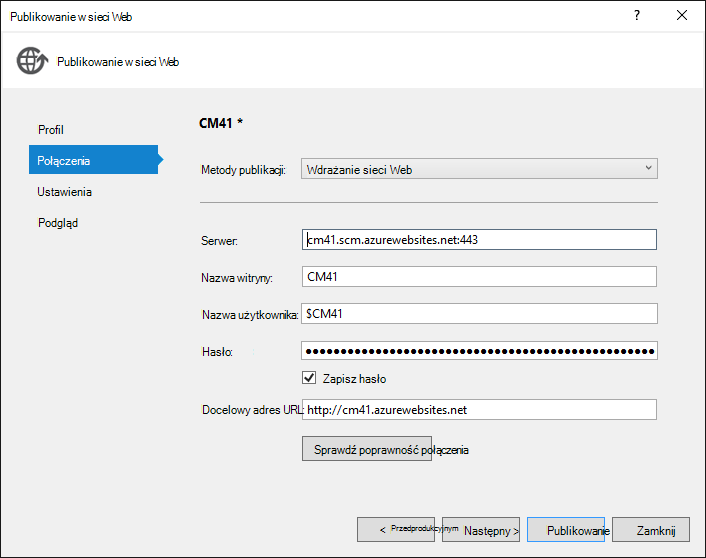 Publikowanie w sieci Web ?
Publikowanie w sieci Web
CM41 *
Profil
Połączenia
Ustawienia
Podgląd
Metody publikacji: Wdrażanie sieci Web
Serwer: cm41.scm.azurewebsites.net:443
Nazwa witryny: CM41
Nazwa użytkownika: $CM41
Hasło: ●●●●●●●●●●●●●●●●●●●●●●●●●●●●●●●●●●●●●●●●●●●●●●●●●●
Zapisz hasło
Docelowy adres URL: http://cm41.azurewebsites.net
Sprawdź poprawność połączenia
< Przedprodukcyjnym Następny > Publikowanie Zamknij